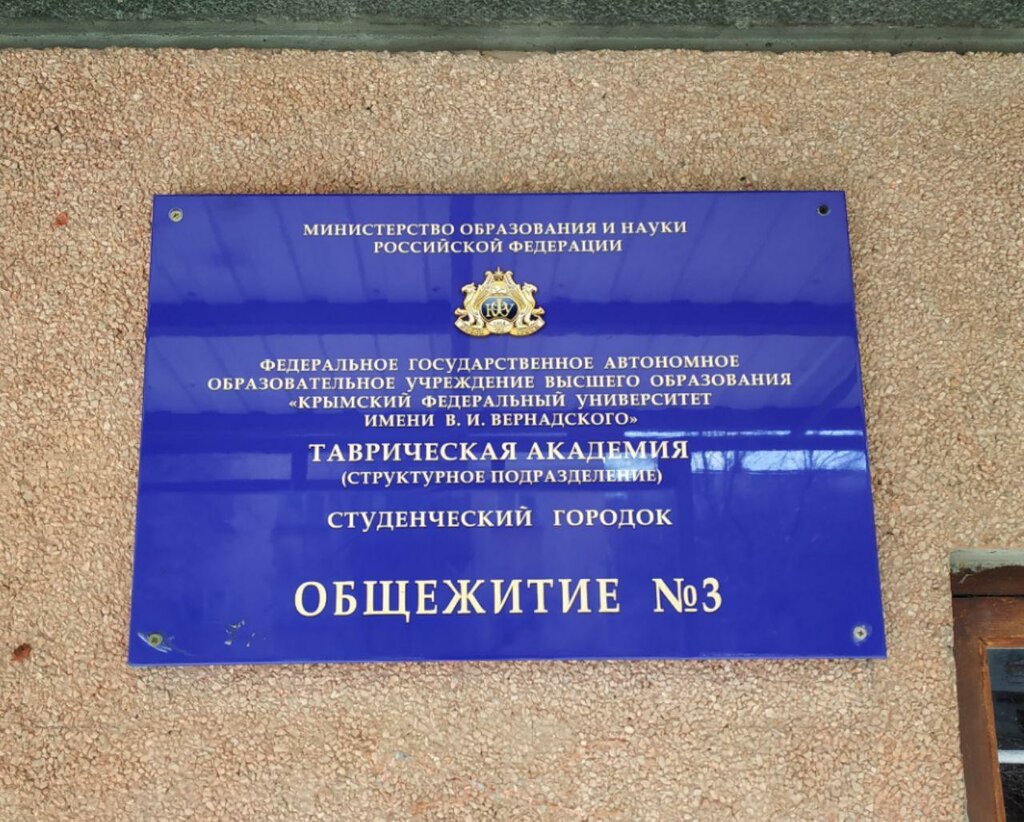 МИНИСТЕРСТВО ОБРАЗОВАНИЯ И НАУКИ
РОССИЙСКОЙ ФЕДЕРАЦИИ
КФУ
ФЕДЕРАЛЬНОЕ ГОСУДАРСТВЕННОЕ АВТОНОМНОЕ
ОБРАЗОВАТЕЛЬНОЕ УЧРЕЖДЕНИЕ ВЫСШЕГО ОБРАЗОВАНИЯ
«КРЫМСКИЙ ФЕДЕРАЛЬНЫЙ УНИВЕРСИТЕТ
ИМЕНИ В. И. ВЕРНАДСКОГО»
ТАВРИЧЕСКАЯ АКАДЕМИЯ
(СТРУКТУРНОЕ ПОДРАЗДЕЛЕНИЕ)
СТУДЕНЧЕСКИЙ ГОРОДОК
ОБЩЕЖИТИЕ №3